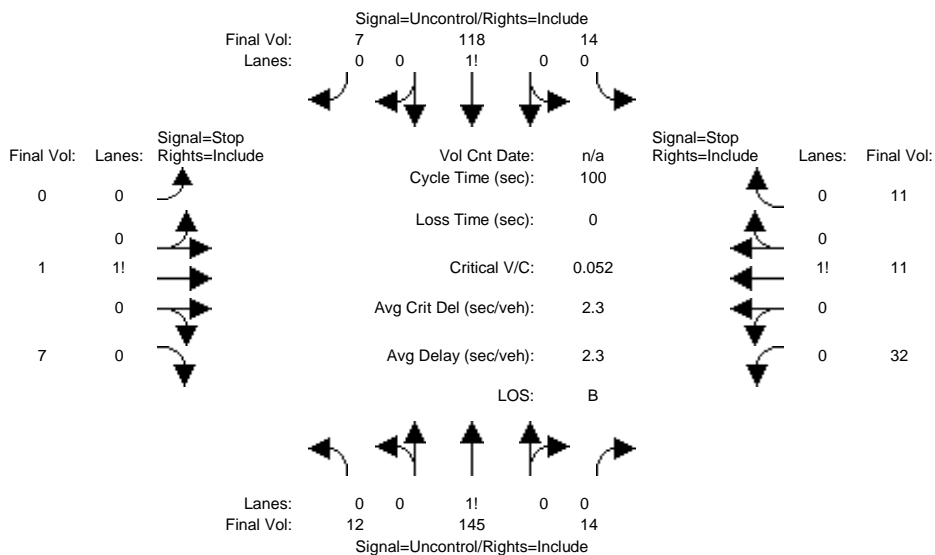 Signal=Uncontrol/Rights=Include
Final Vol: 7 118 14
Lanes: 0 0 1! 0 0
Signal=Stop
Final Vol: Lanes: Rights=Include
Vol Cnt Date: n/a
Signal=Stop
Rights=Include Lanes: Final Vol:
Cycle Time (sec): 100
0 0
0 11
Loss Time (sec): 0
0
0
1 1!
Critical V/C: 0.052
1! 11
0
Avg Crit Del (sec/veh): 2.3
0
7 0
Avg Delay (sec/veh): 2.3
0 32
LOS: B
Lanes: 0 0 1! 0 0
Final Vol: 12 145 14
Signal=Uncontrol/Rights=Include